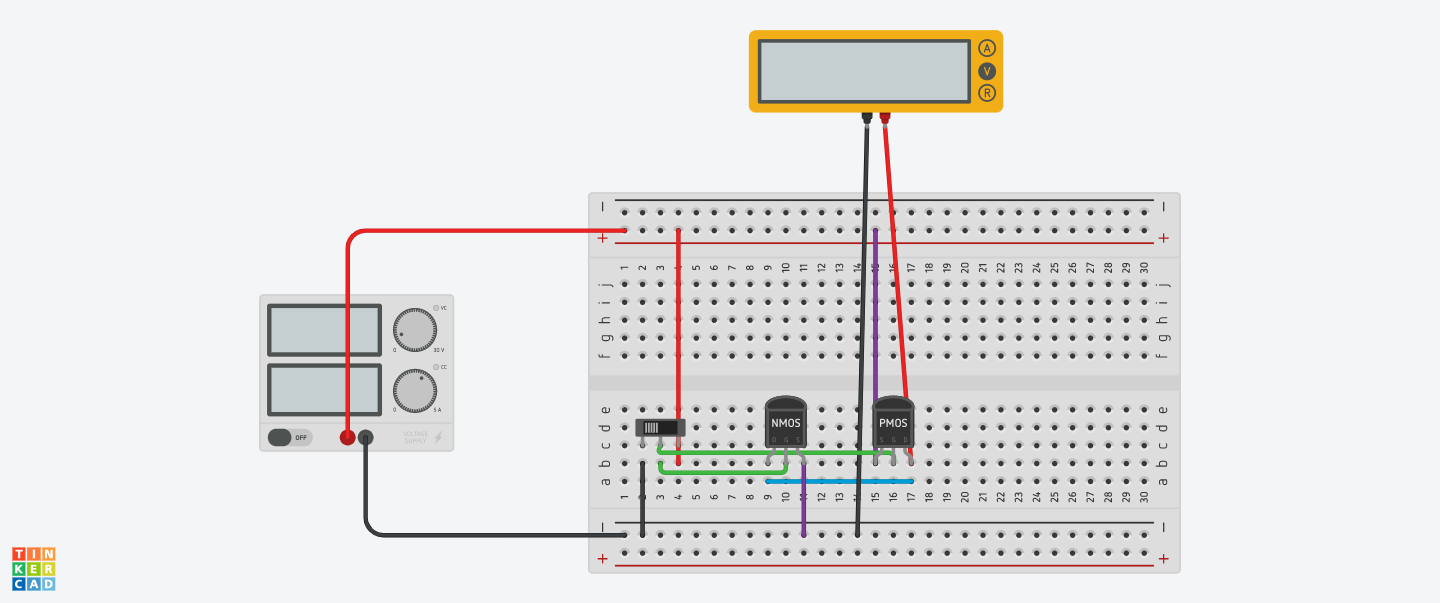 A
V
R
− −
+ +
1 2 3 4 5 6 7 8 9 10 11 12 13 14 15 16 17 18 19 20 21 22 23 24 25 26 27 28 29 30
j j
i i
h h
g g
f f
VC
0 30 V
CC
0 5 A
OFF
VOLTAGE
SUPPLY
e e
d d
c c
b b
a a
NMOS
D G S
PMOS
S G D
1 2 3 4 5 6 7 8 9 10 11 12 13 14 15 16 17 18 19 20 21 22 23 24 25 26 27 28 29 30
− −
+ +
TIN
KER
CAD